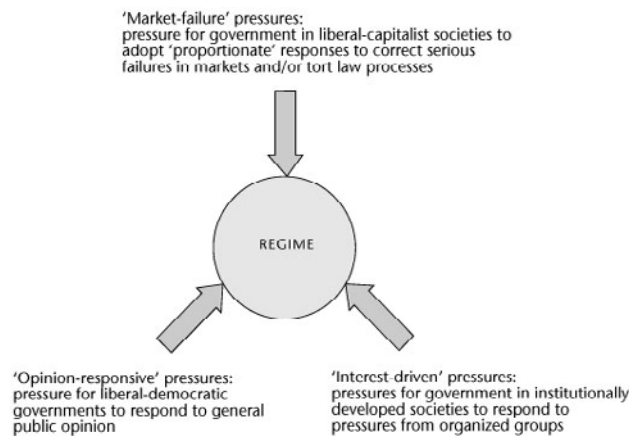 ‘Market-failure’ pressures:
pressure for government in liberal-capitalist societies to
adopt ‘proportionate’ responses to correct serious
failures in markets and/or tort law processes
REGIME
‘Opinion-responsive’ pressures:
pressure for liberal-democratic
governments to respond to general
public opinion
‘Interest-driven’ pressures:
pressures for government in institutionally
developed societies to respond to
pressures from organized groups